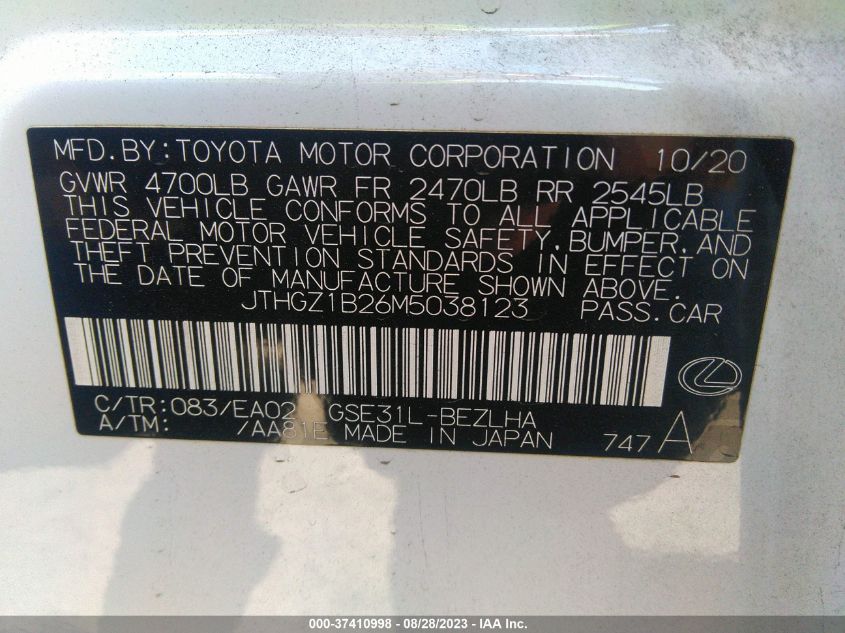 MFD.BY:TOYOTA MOTOR CORPORATION 10/20
GVWR 4700LB GAWR FR 2470LB RR 2545LB
THIS VEHICLE CONFORMS TO ALL APPLICABLE
FEDERAL MOTOR VEHICLE SAFETY,BUMPER,AND
THEFT PREVENTION STANDARDS IN EFFECT ON
THE DATE OF MANUFACTURE SHOWN ABOVE.
JTHGZ1B26M5038123 PASS.CAR
C/TR:083/EA02 GSE31L-BEZLHA
A/TM: /AA81E MADE IN JAPAN 747A
000-37410998 - 08/28/2023 - IAA Inc.